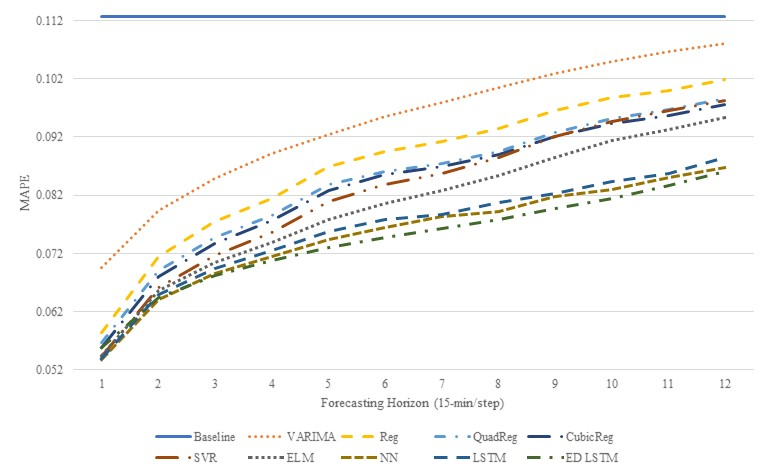 0.112
0.102
0.092
0.082
0.072
0.062
0.052
MAPE
1 2 3 4 5 6 7 8 9 10 11 12
Forecasting Horizon (15-min/step)
Baseline VARIMA Reg QuadReg CubicReg
SVR ELM NN LSTM ED LSTM